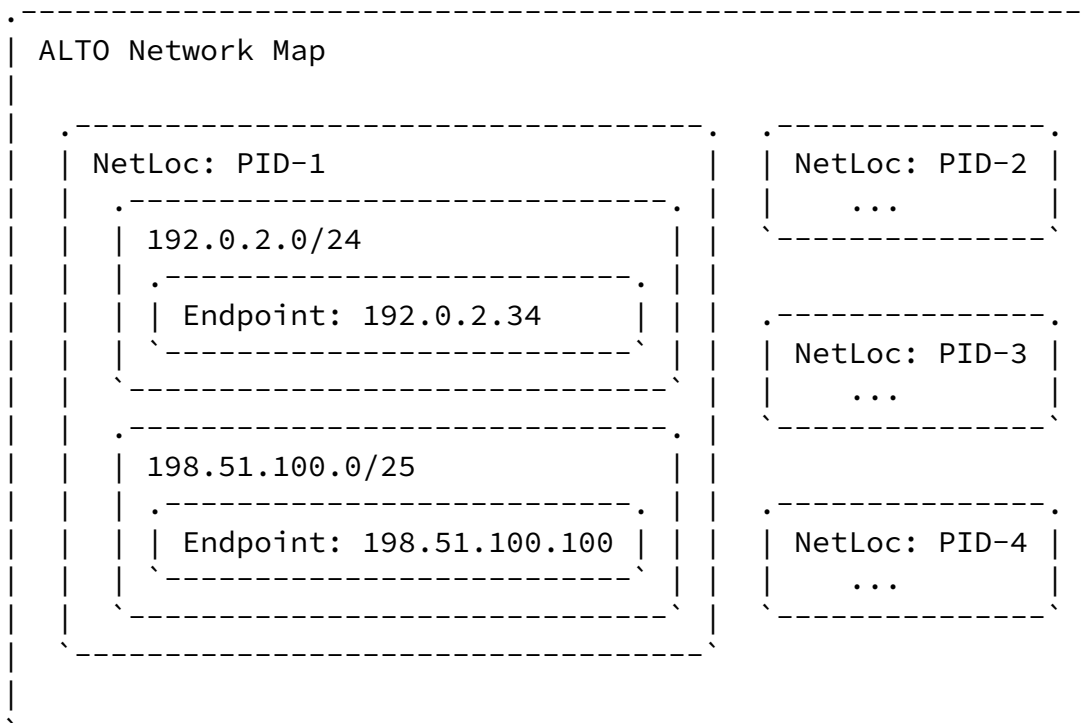 ALTO Network Map
NetLoc: PID-1
192.0.2.0/24
Endpoint: 192.0.2.34
198.51.100.0/25
Endpoint: 198.51.100.100
NetLoc: PID-2
...
NetLoc: PID-3
...
NetLoc: PID-4
...